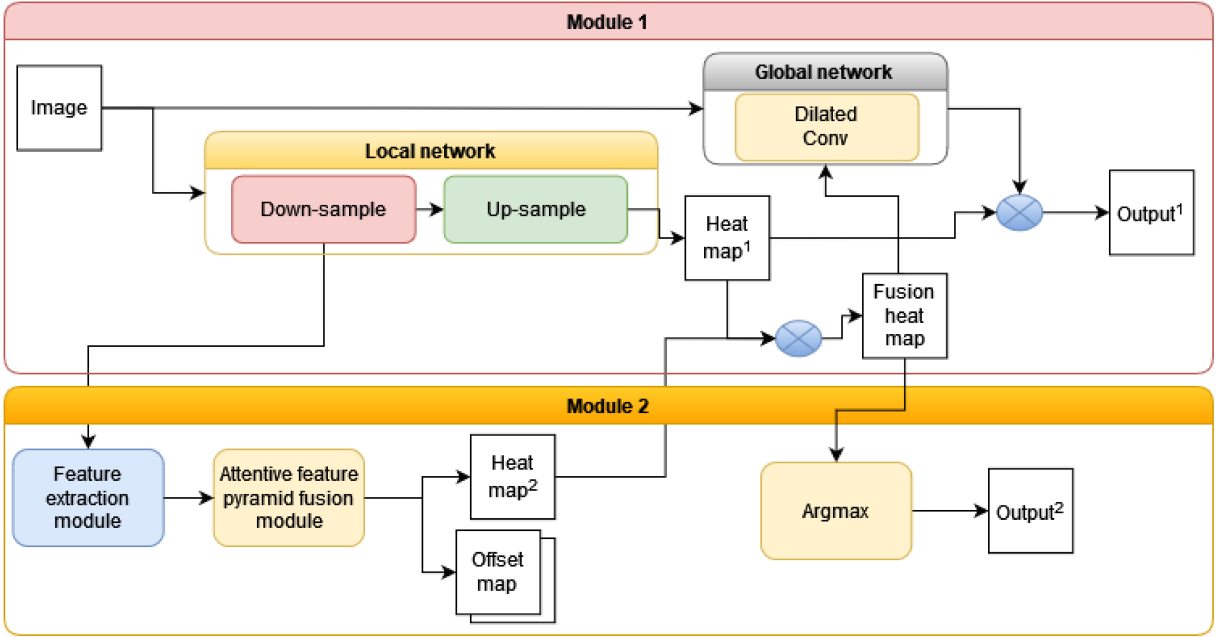 Module 1
Global network
Image
Dilated
Conv
Local network
Down-sample
Up-sample
Heat
map¹
Output¹
Fusion
heat
map
Module 2
Feature
extraction
module
Attentive feature
pyramid fusion
module
Heat
map²
Offset
map
Argmax
Output²